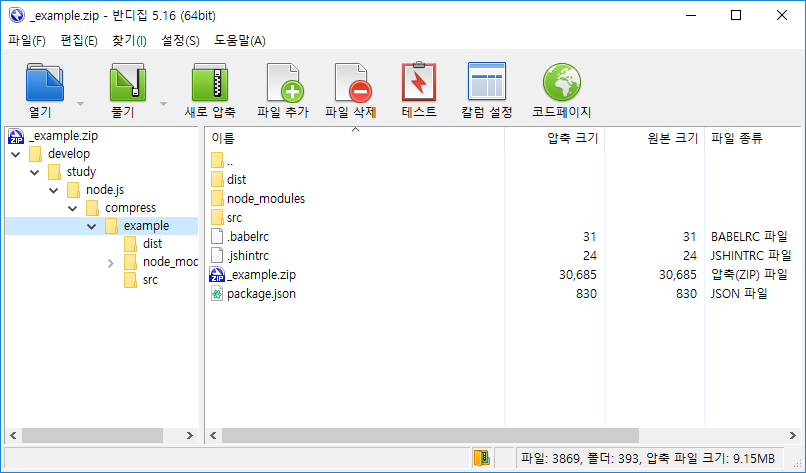 _example.zip - 반디집 5.16 (64bit)
파일(F) 편집(E) 찾기(I) 설정(S) 도움말(A)
열기 풀기 새로 압축 파일 추가 파일 삭제 테스트 칼럼 설정 코드페이지
ZIP _example.zip
develop
study
node.js
compress
example
dist
node_mod
src
이름 압축 크기 원본 크기 파일 종류
..
dist
node_modules
src
.babelrc 31 31 BABELRC 파일
.jshintrc 24 24 JSHINTRC 파일
ZIP _example.zip 30,685 30,685 압축(ZIP) 파일
package.json 830 830 JSON 파일
파일: 3869, 폴더: 393, 압축 파일 크기: 9.15MB